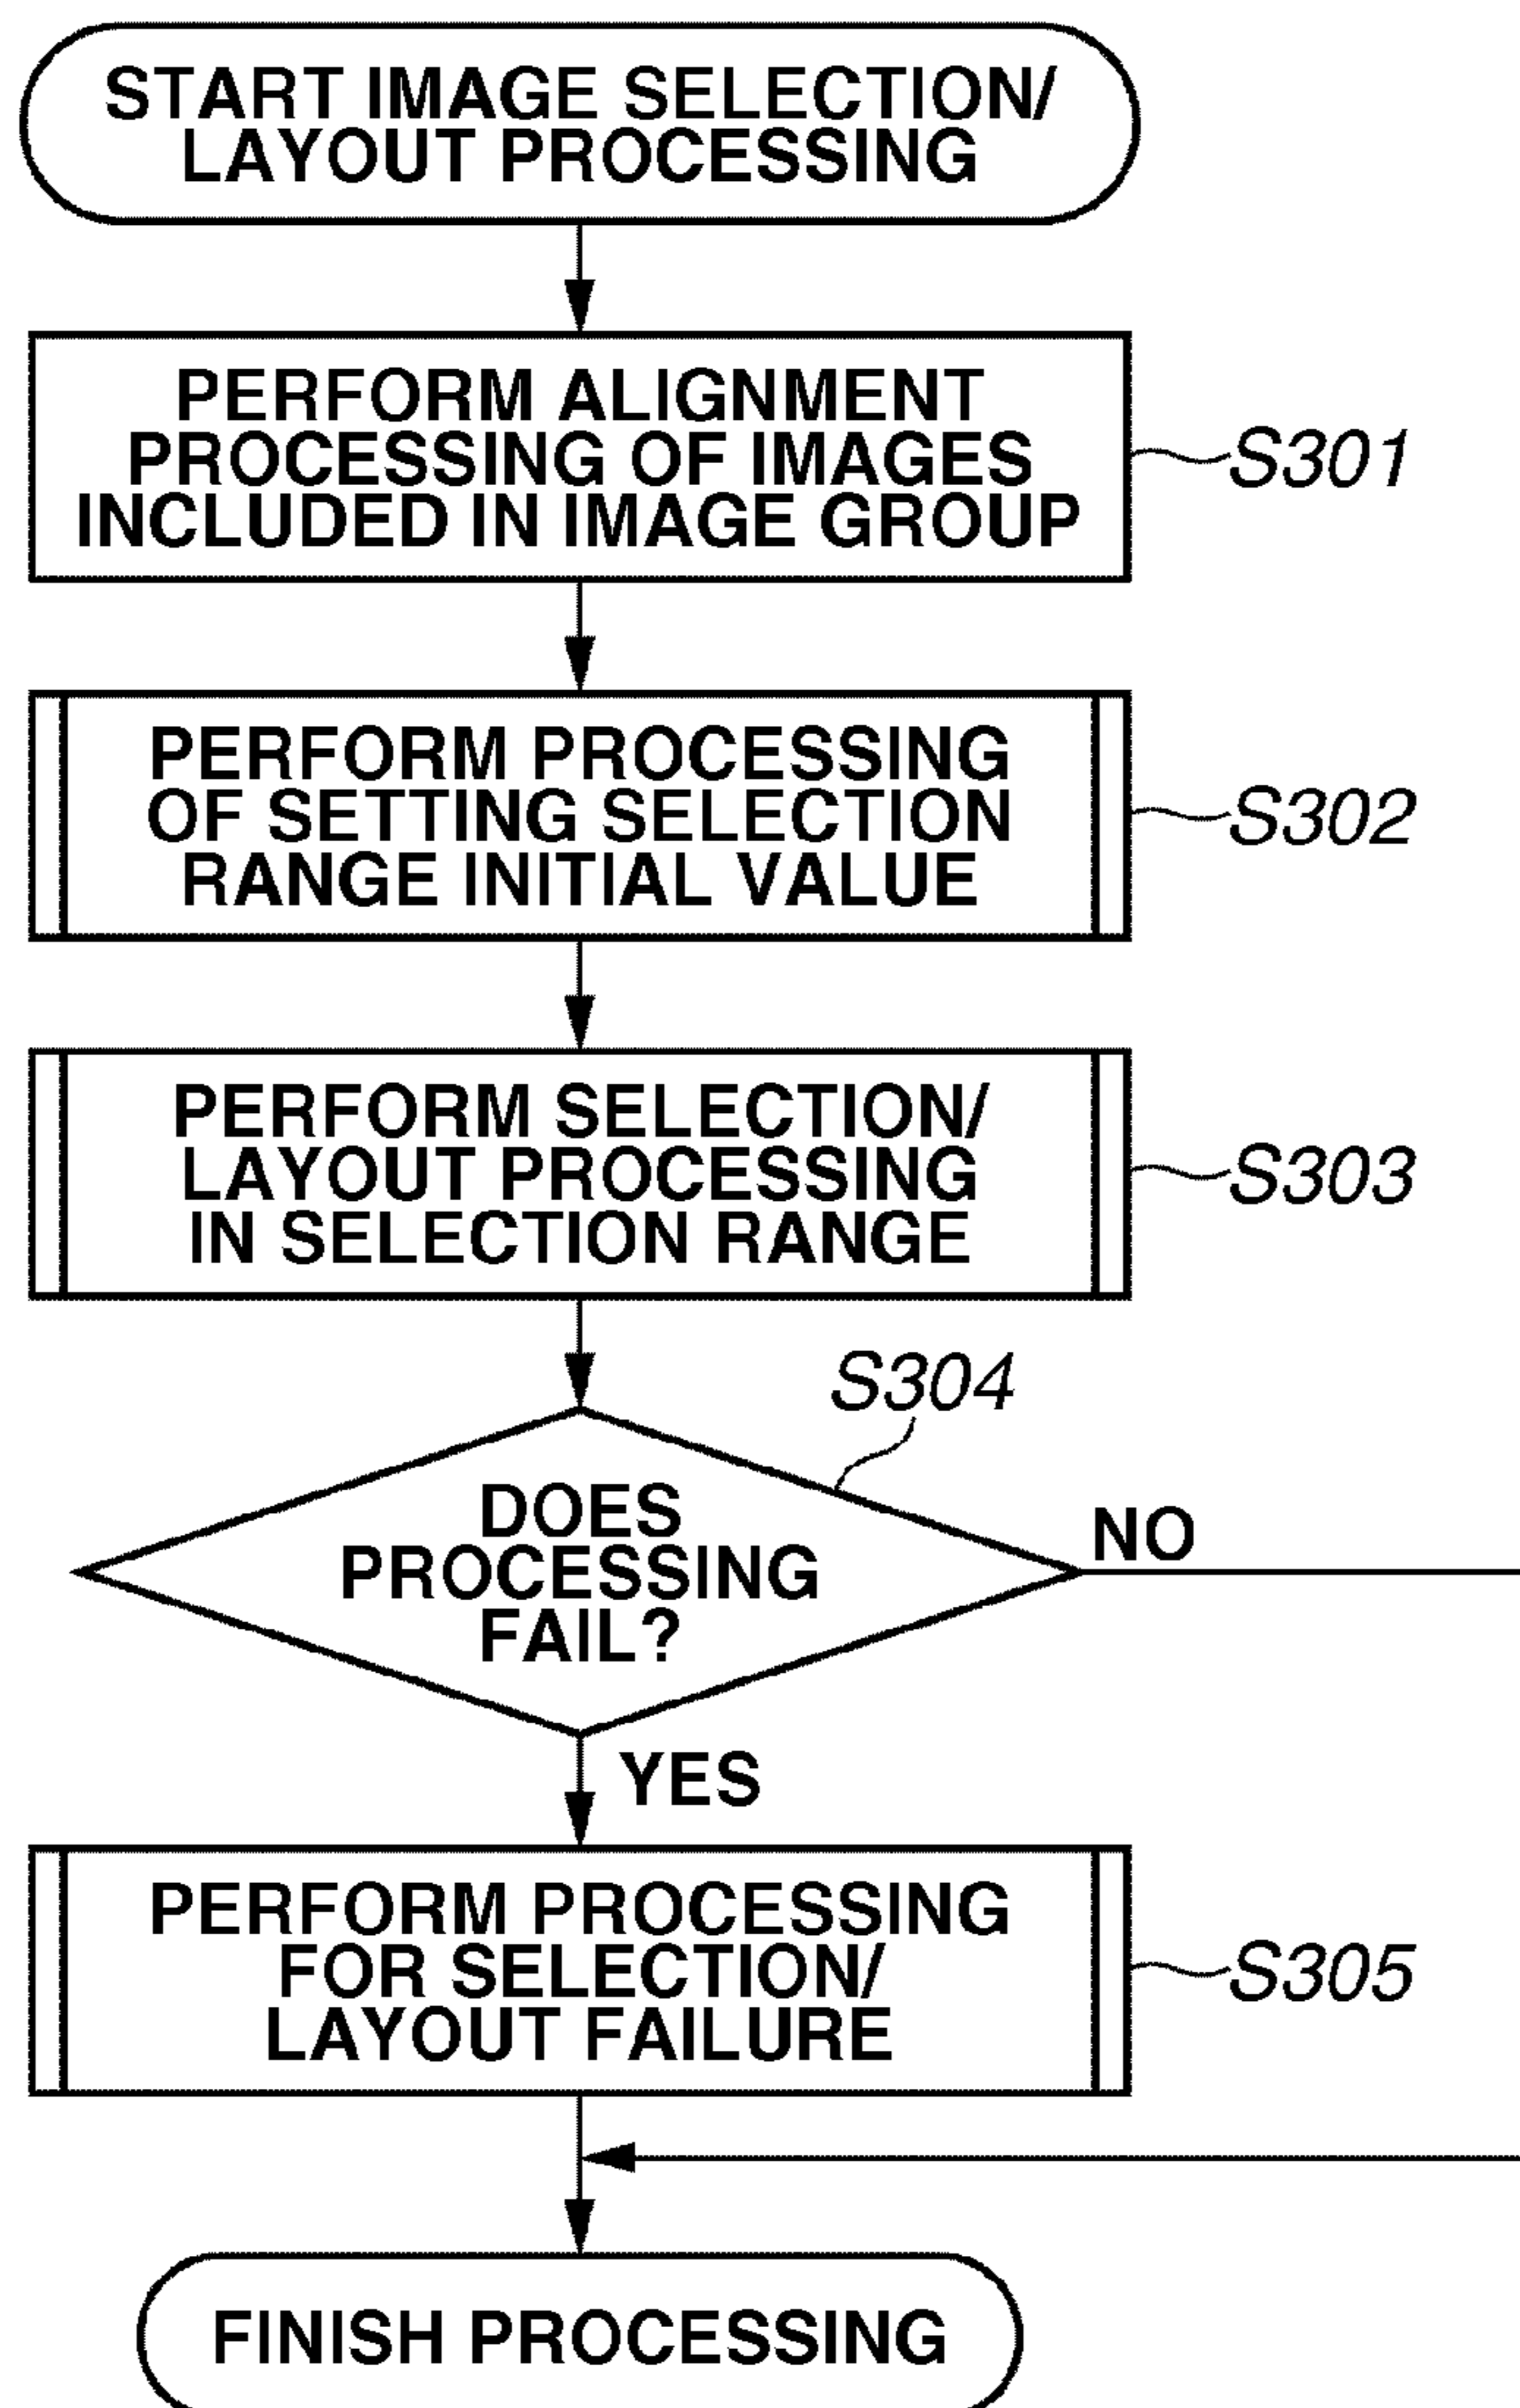 START IMAGE SELECTION/
LAYOUT PROCESSING
PERFORM ALIGNMENT
PROCESSING OF IMAGES
INCLUDED IN IMAGE GROUP
S301
PERFORM PROCESSING
OF SETTING SELECTION
RANGE INITIAL VALUE
S302
PERFORM SELECTION/
LAYOUT PROCESSING
IN SELECTION RANGE
S303
S304
DOES
PROCESSING
FAIL?
NO
YES
PERFORM PROCESSING
FOR SELECTION/
LAYOUT FAILURE
S305
FINISH PROCESSING